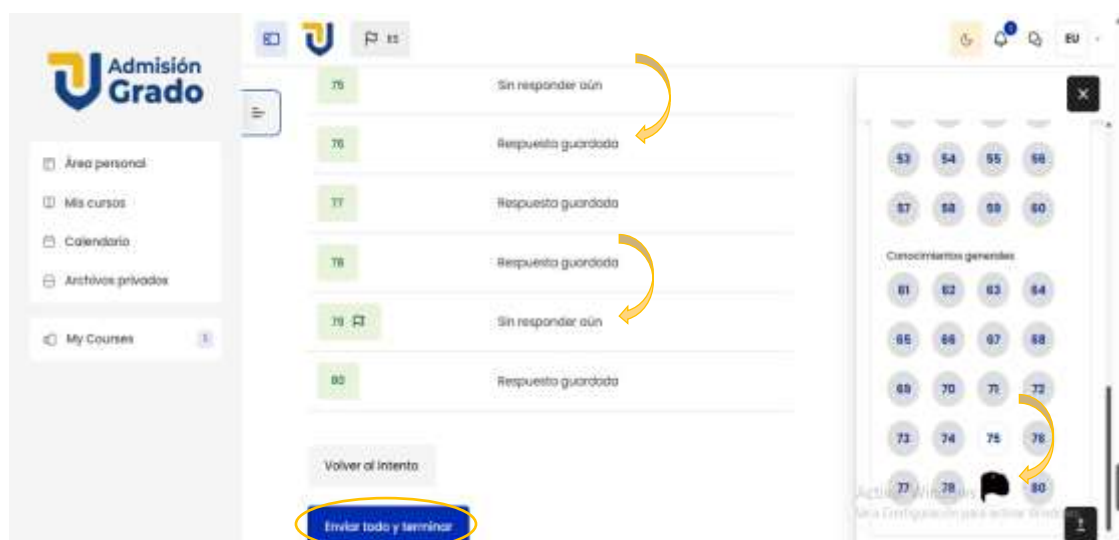 Admisión
Grado
Área personal
Mis cursos
Calendario
Archivos privados
My Courses
ES
EU
75 Sin responder aún
76 Respuesta guardada
77 Respuesta guardada
78 Respuesta guardada
79 Sin responder aún
80 Respuesta guardada
Volver al intento
Enviar todo y terminar
53 54 55 56
57 58 59 60
Conocimientos generales
61 62 63 64
65 66 67 68
69 70 71 72
73 74 75 76
77 78 80